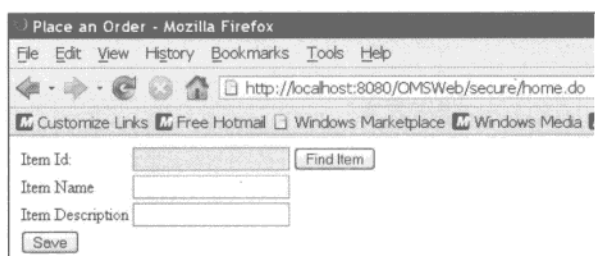 Place an Order - Mozilla Firefox
File Edit View History Bookmarks Tools Help
http://localhost:8080/OMSWeb/secure/home.do
Customize Links Free Hotmail Windows Marketplace Windows Media
Item Id: Find Item
Item Name
Item Description
Save